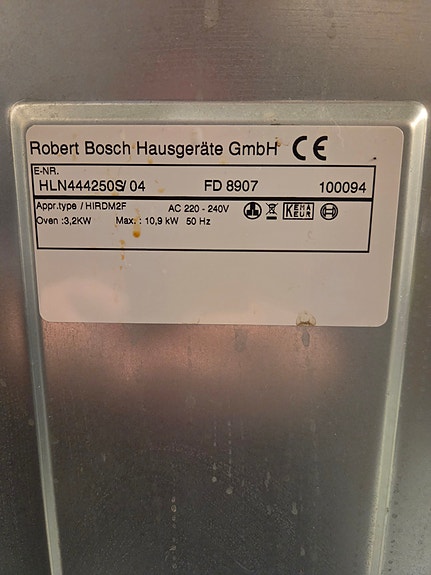 Robert Bosch Hausgeräte GmbH CE
E-NR.
HLN444250S/ 04 FD 8907 100094
Appr.type / HIRDM2F AC 220 - 240V KEMA KEUR
Oven :3,2KW Max. : 10,9 kW 50 Hz